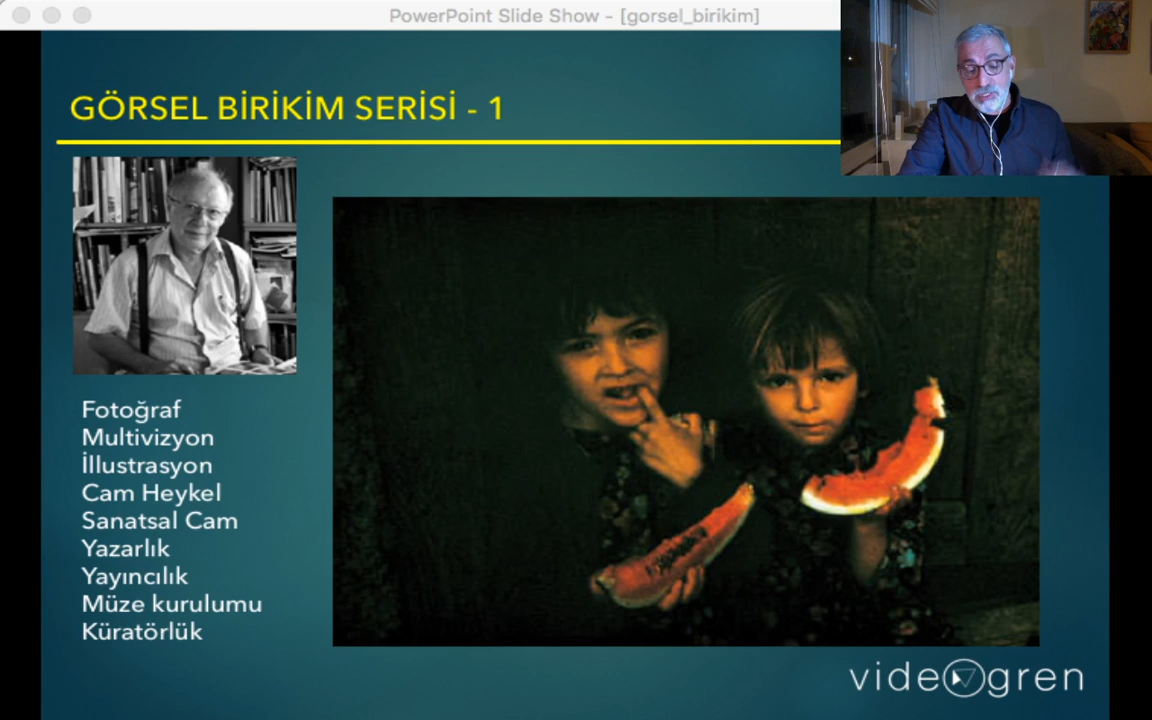 PowerPoint Slide Show - [gorsel_birikim]
GÖRSEL BİRİKİM SERİSİ - 1
Fotoğraf
Multivizyon
İllustrasyon
Cam Heykel
Sanatsal Cam
Yazarlık
Yayıncılık
Müze kurulumu
Küratörlük
videogren